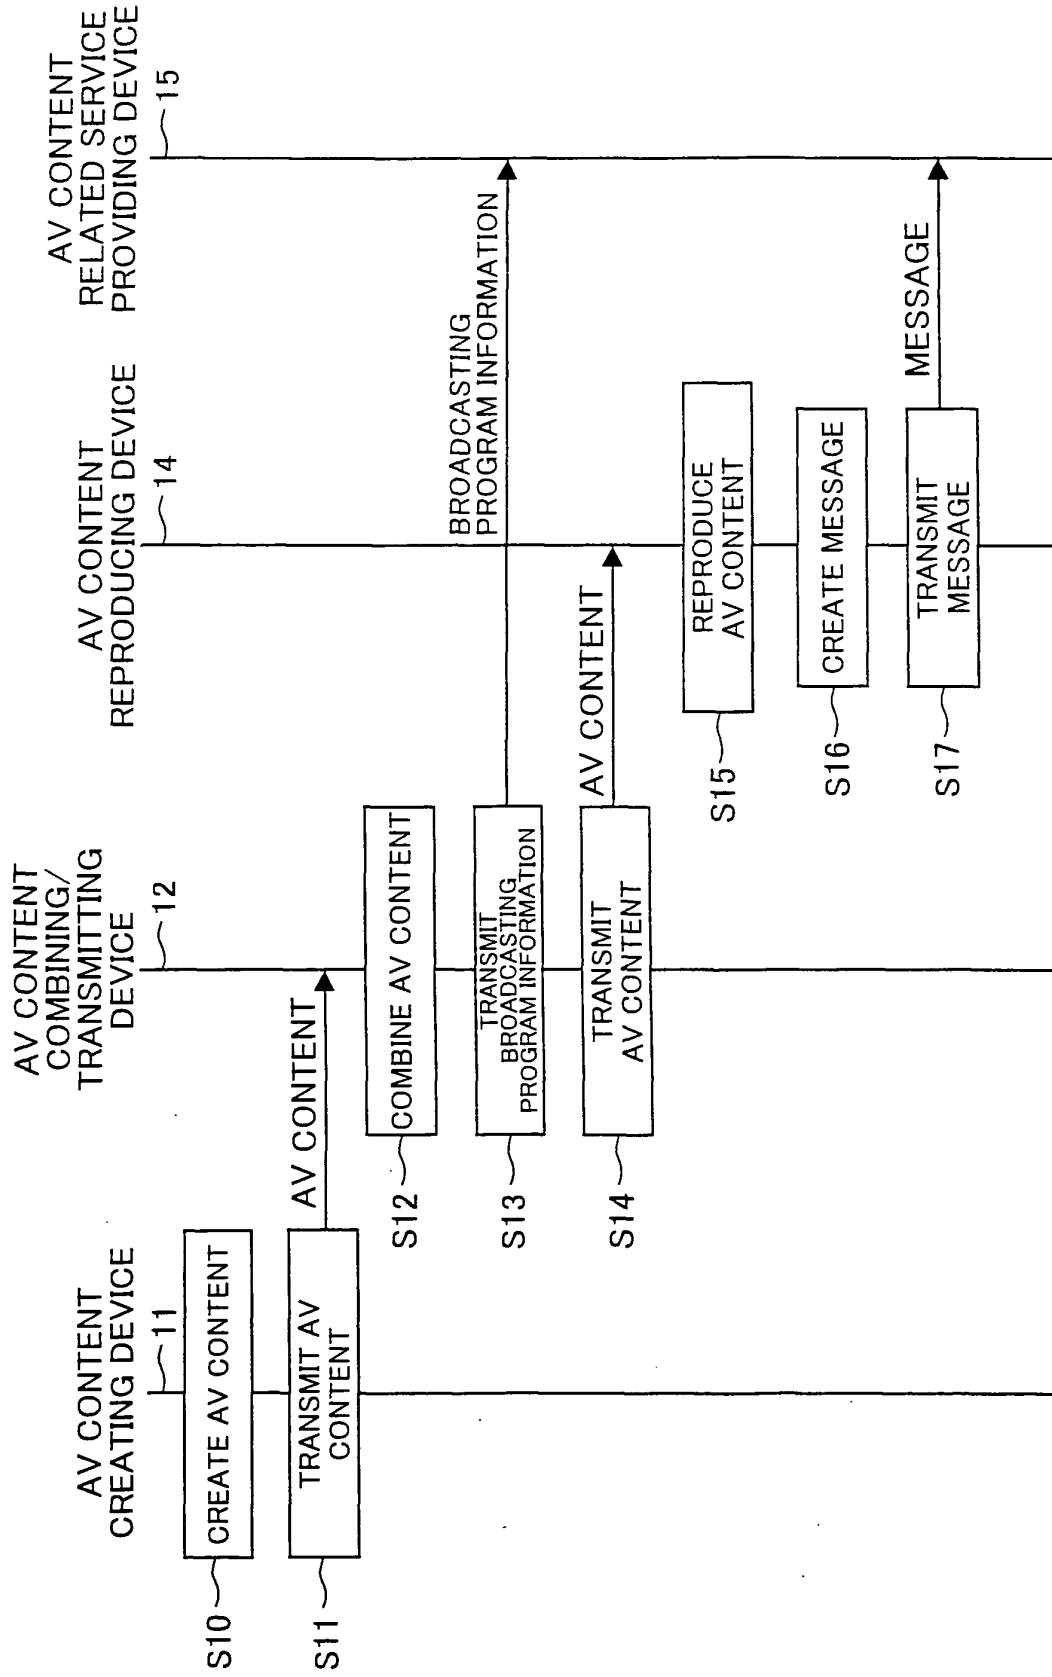 AV CONTENT
CREATING DEVICE
11
AV CONTENT
COMBINING/
TRANSMITTING
DEVICE
12
AV CONTENT
REPRODUCING DEVICE
14
AV CONTENT
RELATED SERVICE
PROVIDING DEVICE
15
S10
CREATE AV CONTENT
S11
TRANSMIT AV
CONTENT
AV CONTENT
S12
COMBINE AV CONTENT
S13
TRANSMIT
BROADCASTING
PROGRAM INFORMATION
BROADCASTING
PROGRAM INFORMATION
S14
TRANSMIT
AV CONTENT
AV CONTENT
S15
REPRODUCE
AV CONTENT
S16
CREATE MESSAGE
S17
TRANSMIT
MESSAGE
MESSAGE